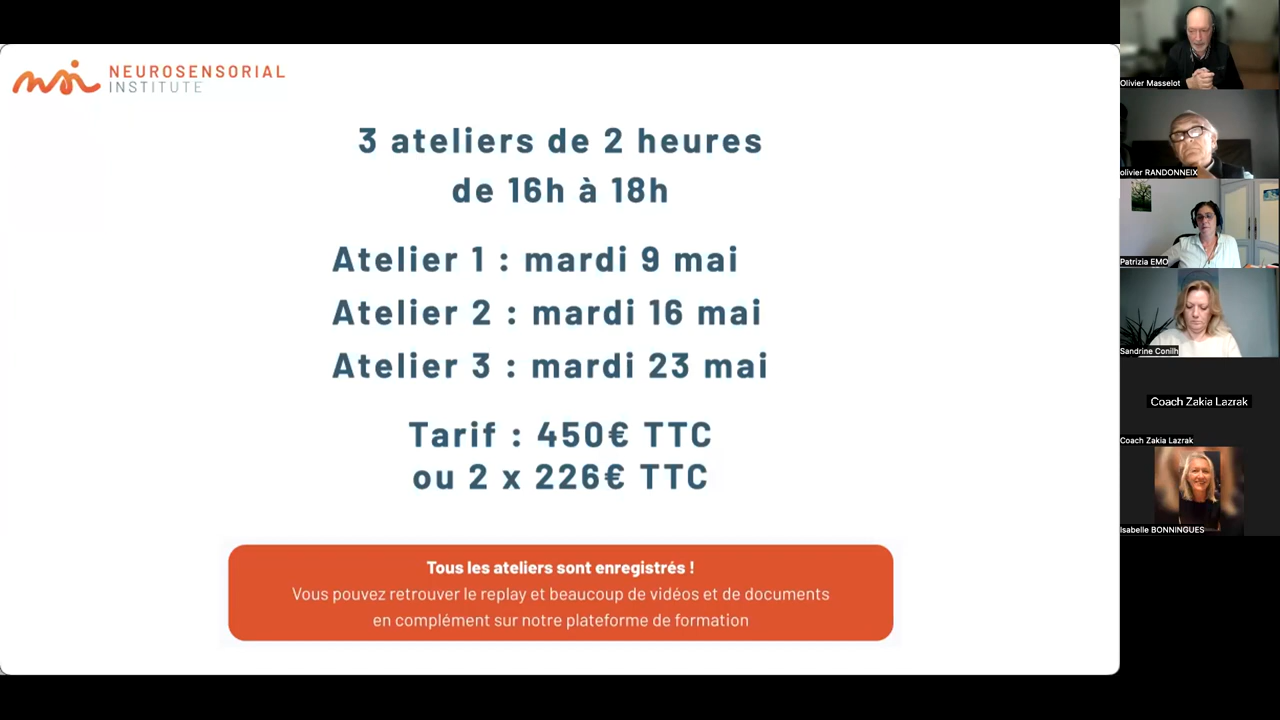 nsi NEUROSENSORIAL
INSTITUTE
3 ateliers de 2 heures
de 16h à 18h
Atelier 1 : mardi 9 mai
Atelier 2 : mardi 16 mai
Atelier 3 : mardi 23 mai
Tarif : 450€ TTC
ou 2 x 226€ TTC
Tous les ateliers sont enregistrés !
Vous pouvez retrouver le replay et beaucoup de vidéos et de documents
en complément sur notre plateforme de formation
Olivier Masselot
olivier RANDONNEIX
Patrizia EMO
Sandrine Conilh
Coach Zakia Lazrak
Coach Zakia Lazrak
Isabelle BONNINGUES